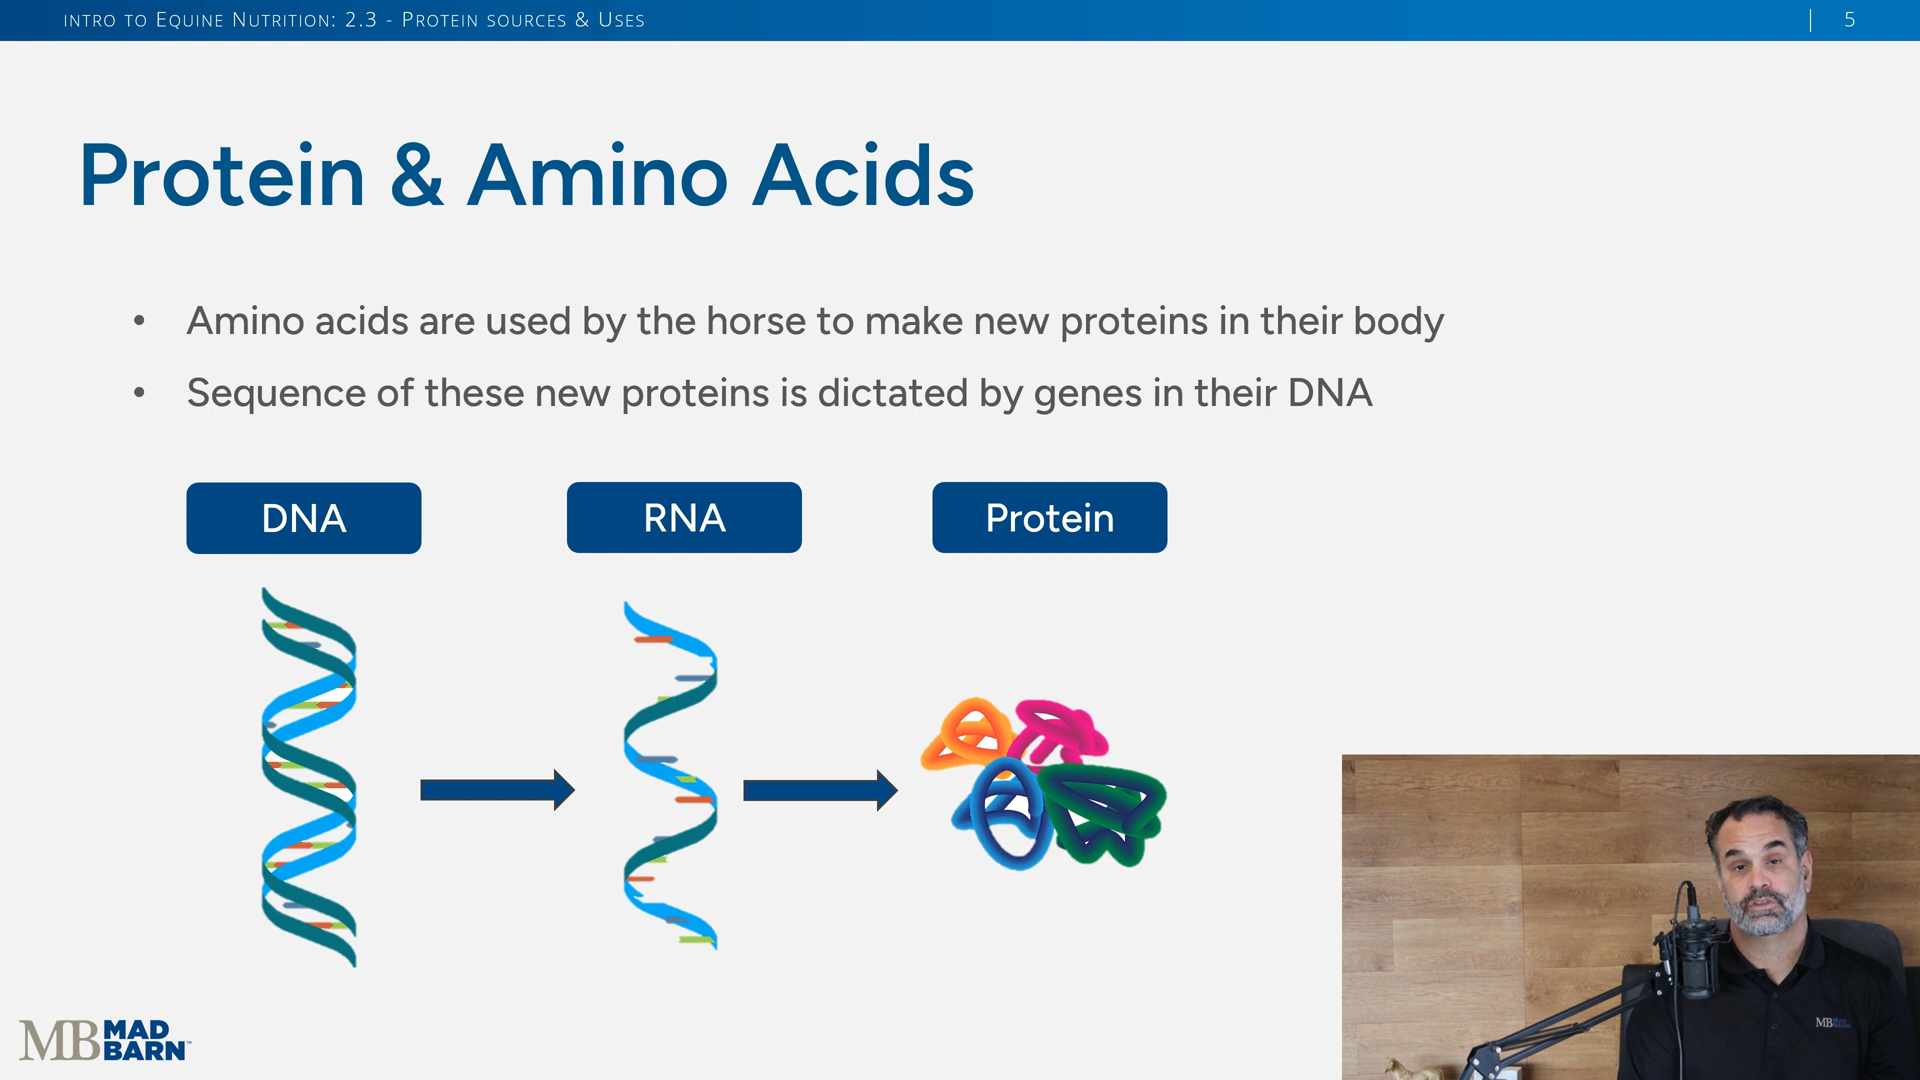 INTRO TO EQUINE NUTRITION: 2.3 - PROTEIN SOURCES & USES | 5
Protein & Amino Acids
• Amino acids are used by the horse to make new proteins in their body
• Sequence of these new proteins is dictated by genes in their DNA
DNA RNA Protein
MB MAD
BARN™
MB